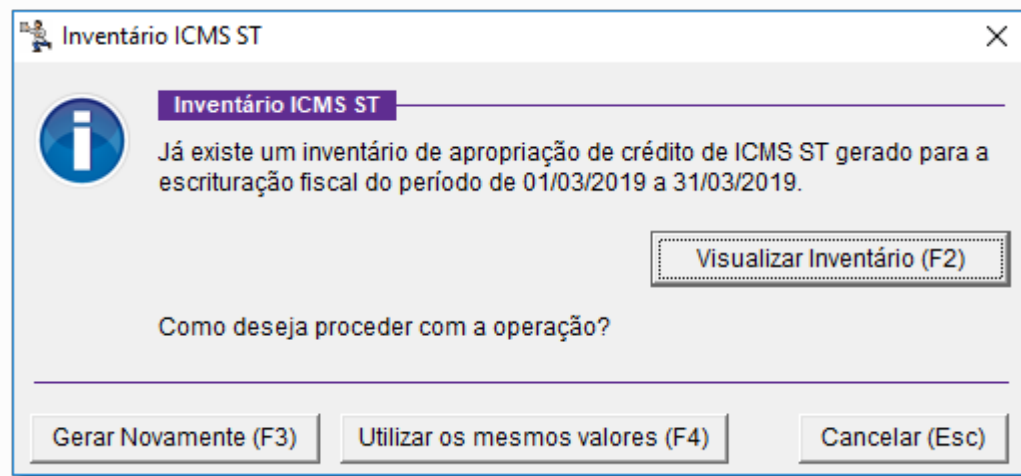 Inventário ICMS ST
Inventário ICMS ST
Já existe um inventário de apropriação de crédito de ICMS ST gerado para a
escrituração fiscal do período de 01/03/2019 a 31/03/2019.
Visualizar Inventário (F2)
Como deseja proceder com a operação?
Gerar Novamente (F3)
Utilizar os mesmos valores (F4)
Cancelar (Esc)